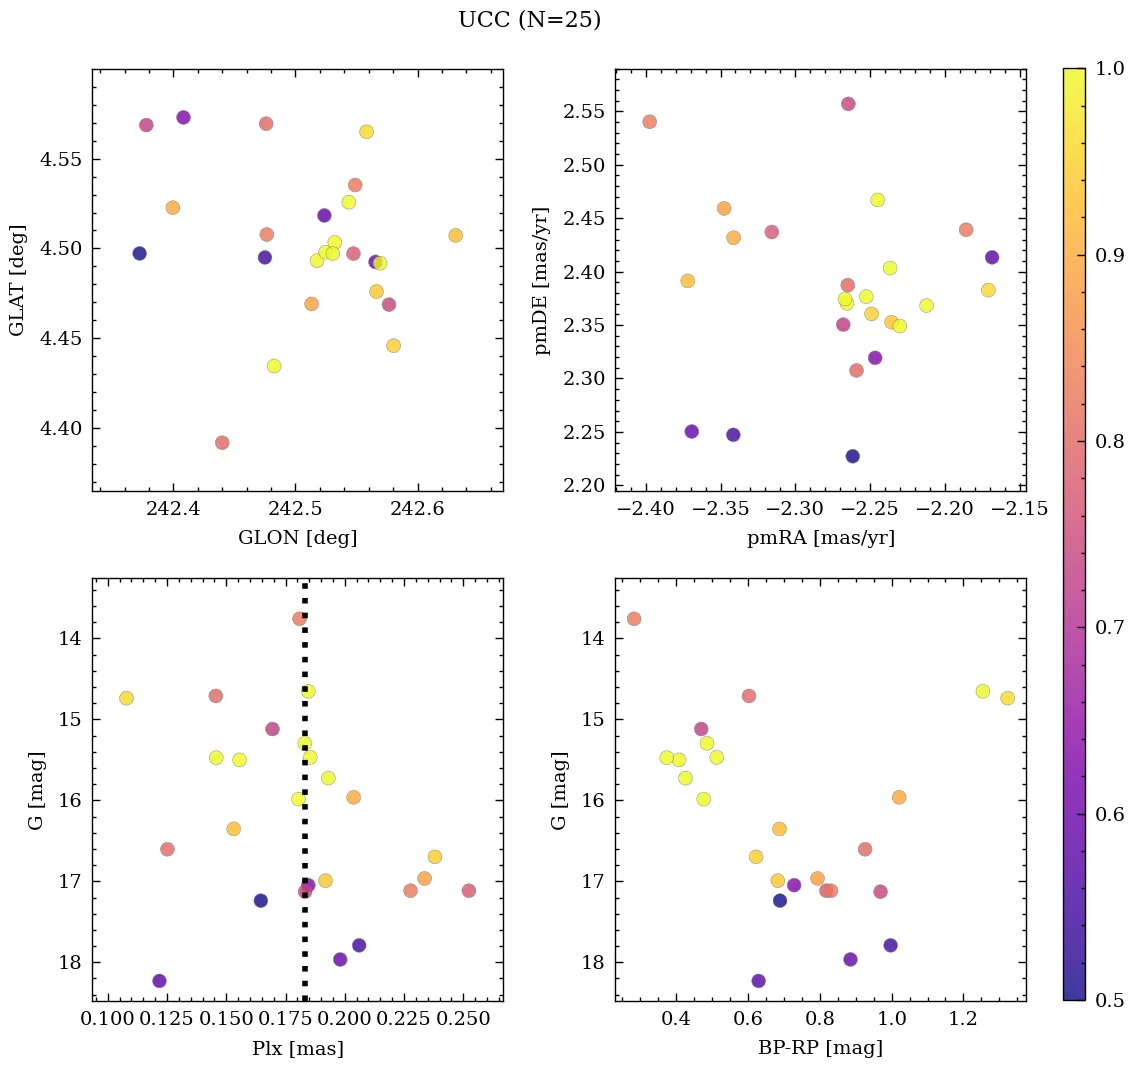 UCC (N=25)
4.55
4.50
4.45
4.40
GLAT [deg]
242.4 242.5 242.6
GLON [deg]
2.55
2.50
2.45
2.40
2.35
2.30
2.25
2.20
pmDE [mas/yr]
−2.40 −2.35 −2.30 −2.25 −2.20 −2.15
pmRA [mas/yr]
1.0
0.9
0.8
0.7
0.6
0.5
14
15
16
17
18
G [mag]
0.100 0.125 0.150 0.175 0.200 0.225 0.250
Plx [mas]
14
15
16
17
18
G [mag]
0.4 0.6 0.8 1.0 1.2
BP-RP [mag]